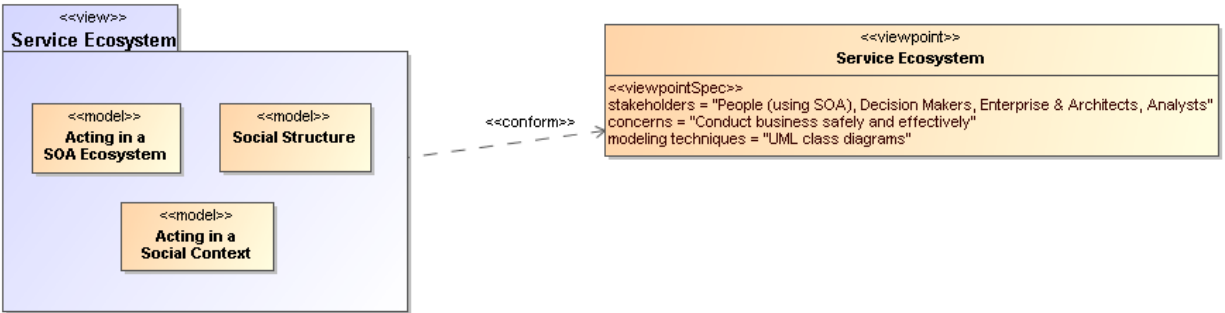 <<view>>
Service Ecosystem
<<model>>
Acting in a
SOA Ecosystem
<<model>>
Social Structure
<<model>>
Acting in a
Social Context
<<conform>>
<<viewpoint>>
Service Ecosystem
<<viewpointSpec>>
stakeholders = "People (using SOA), Decision Makers, Enterprise & Architects, Analysts"
concerns = "Conduct business safely and effectively"
modeling techniques = "UML class diagrams"